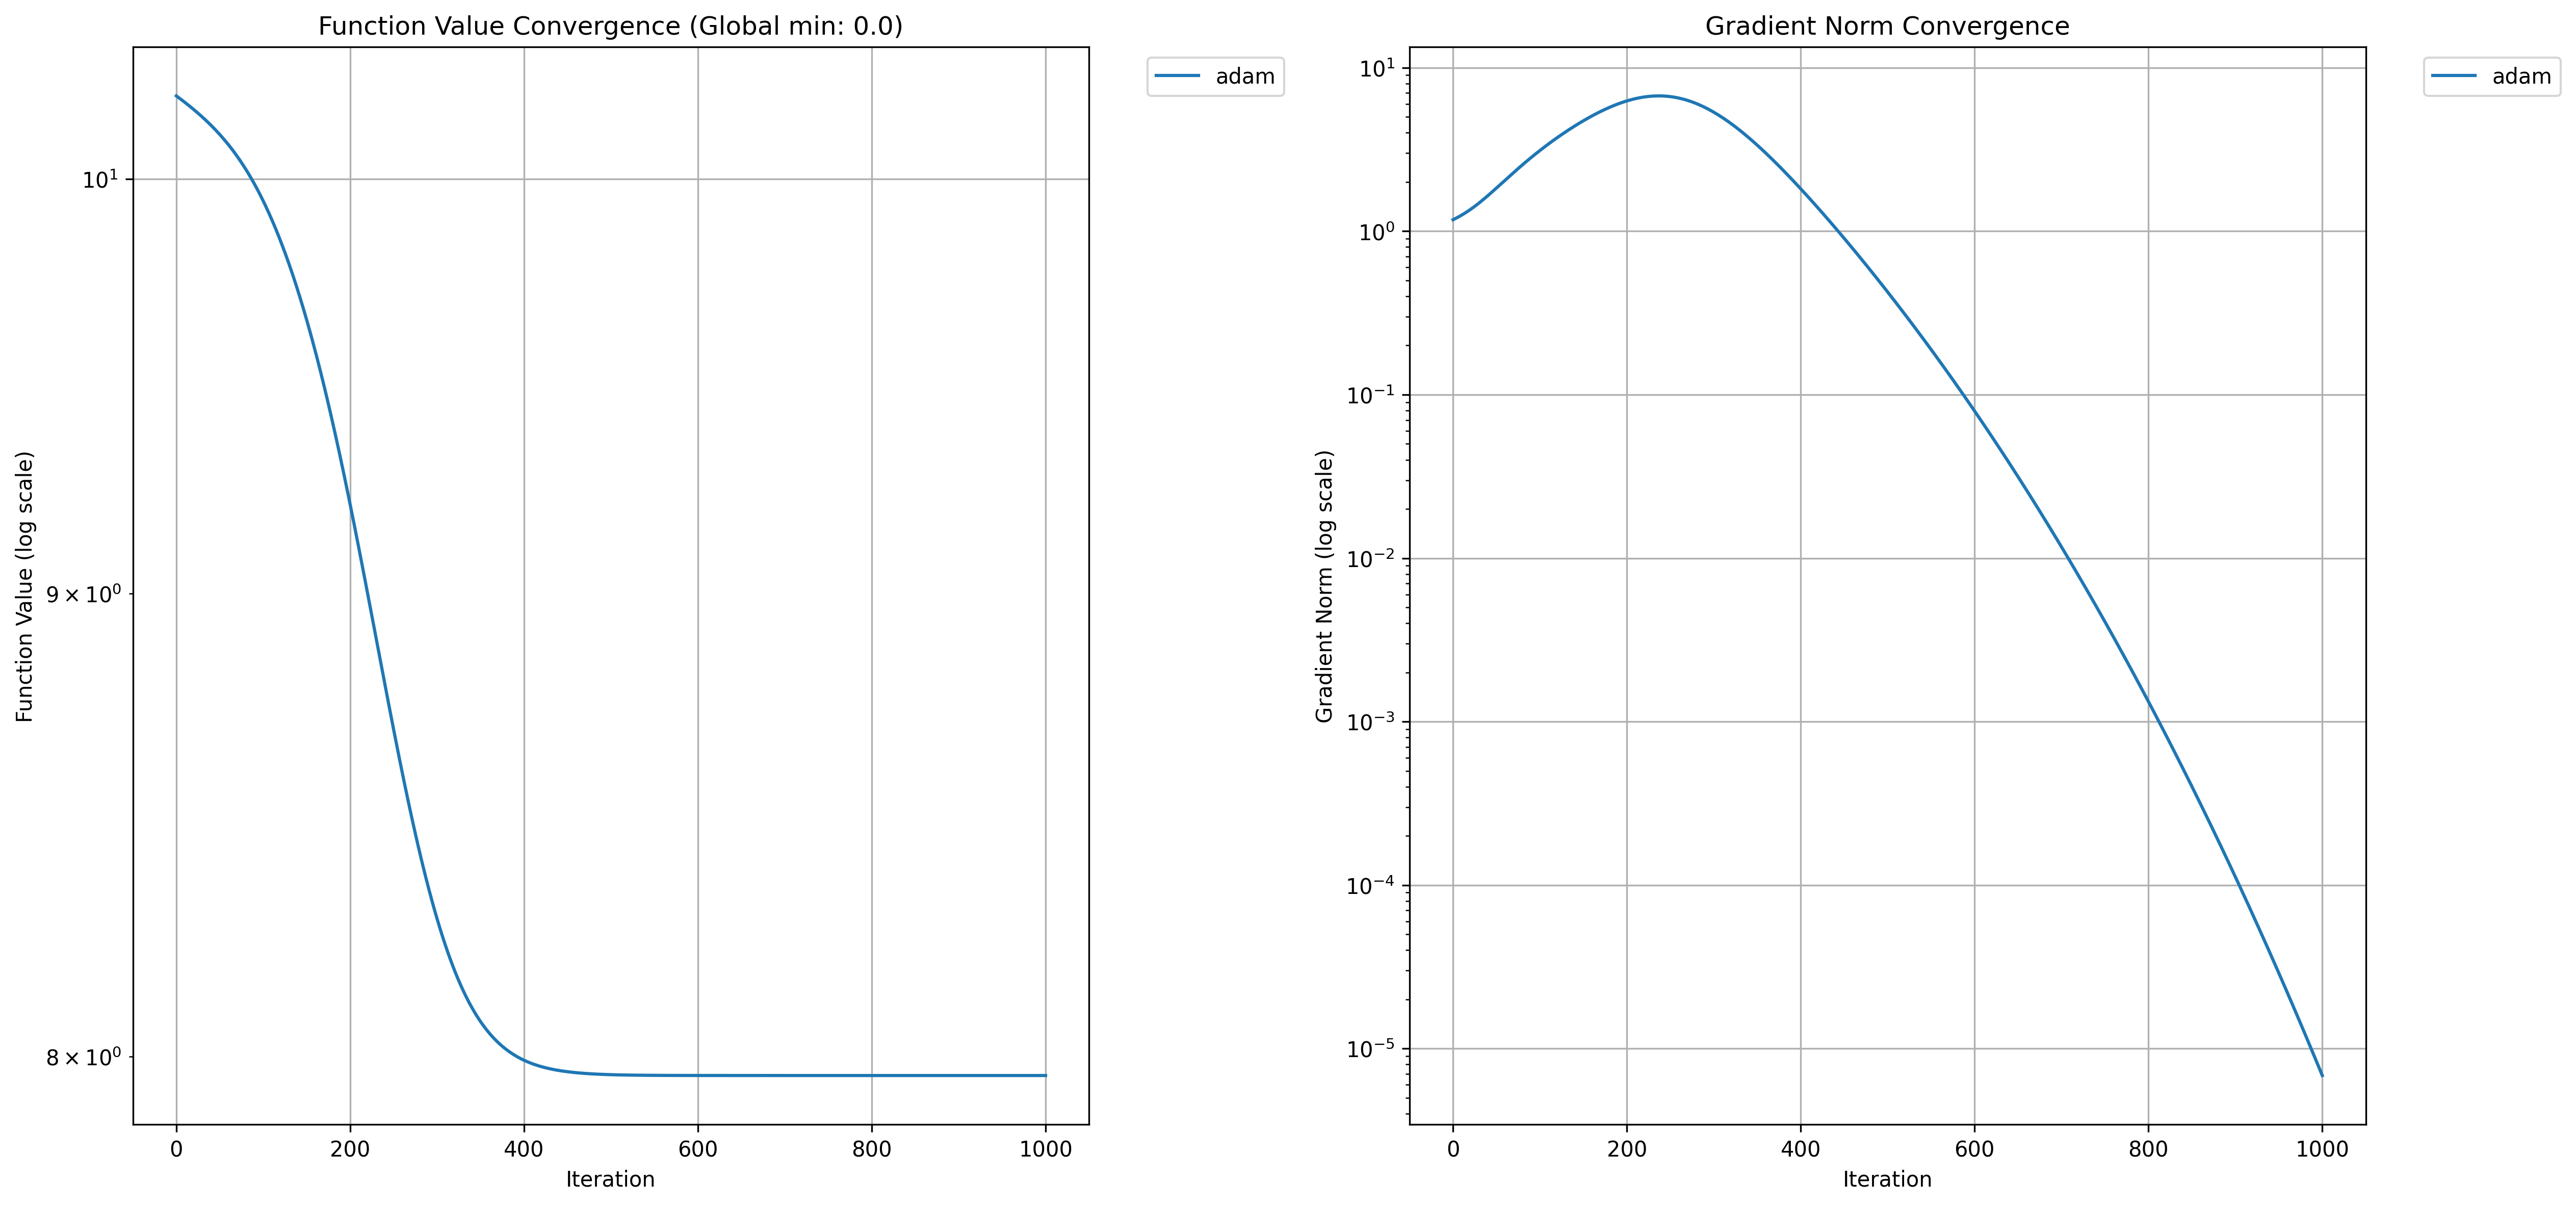 Function Value Convergence (Global min: 0.0)
adam
10¹
9 × 10⁰
8 × 10⁰
Function Value (log scale)
0 200 400 600 800 1000
Iteration
Gradient Norm Convergence
adam
10¹
10⁰
10⁻¹
10⁻²
10⁻³
10⁻⁴
10⁻⁵
Gradient Norm (log scale)
0 200 400 600 800 1000
Iteration